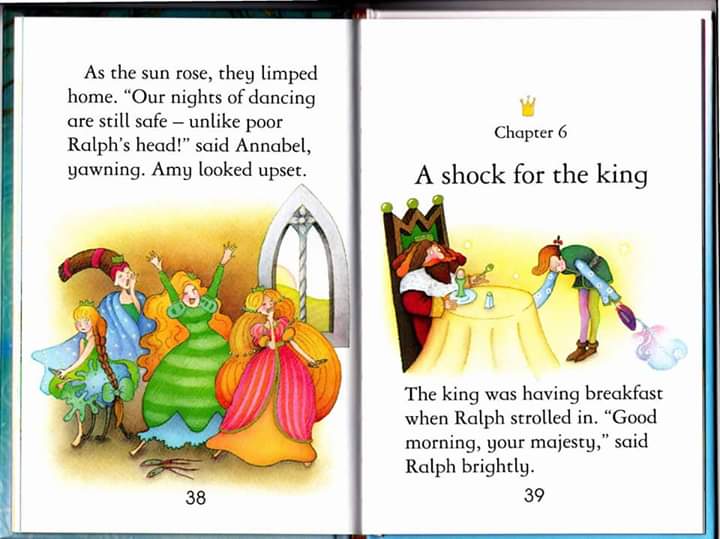 As the sun rose, they limped
home. “Our nights of dancing
are still safe – unlike poor
Ralph’s head!” said Annabel,
yawning. Amy looked upset.
38
Chapter 6
A shock for the king
The king was having breakfast
when Ralph strolled in. “Good
morning, your majesty,” said
Ralph brightly.
39